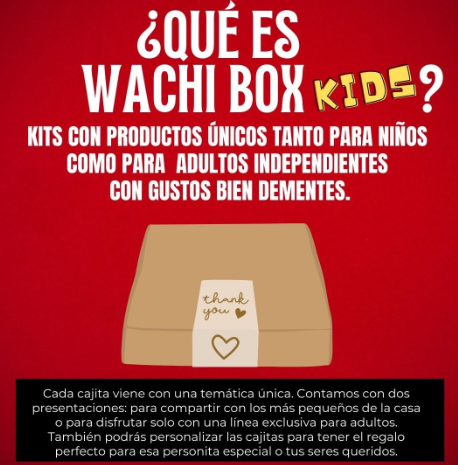 ¿QUÉ ES
WACHI BOX KIDS?
KITS CON PRODUCTOS ÚNICOS TANTO PARA NIÑOS
COMO PARA ADULTOS INDEPENDIENTES
CON GUSTOS BIEN DEMENTES.
thank
you
Cada cajita viene con una temática única. Contamos con dos
presentaciones: para compartir con los más pequeños de la casa
o para disfrutar solo con una línea exclusiva para adultos.
También podrás personalizar las cajitas para tener el regalo
perfecto para esa personita especial o tus seres queridos.